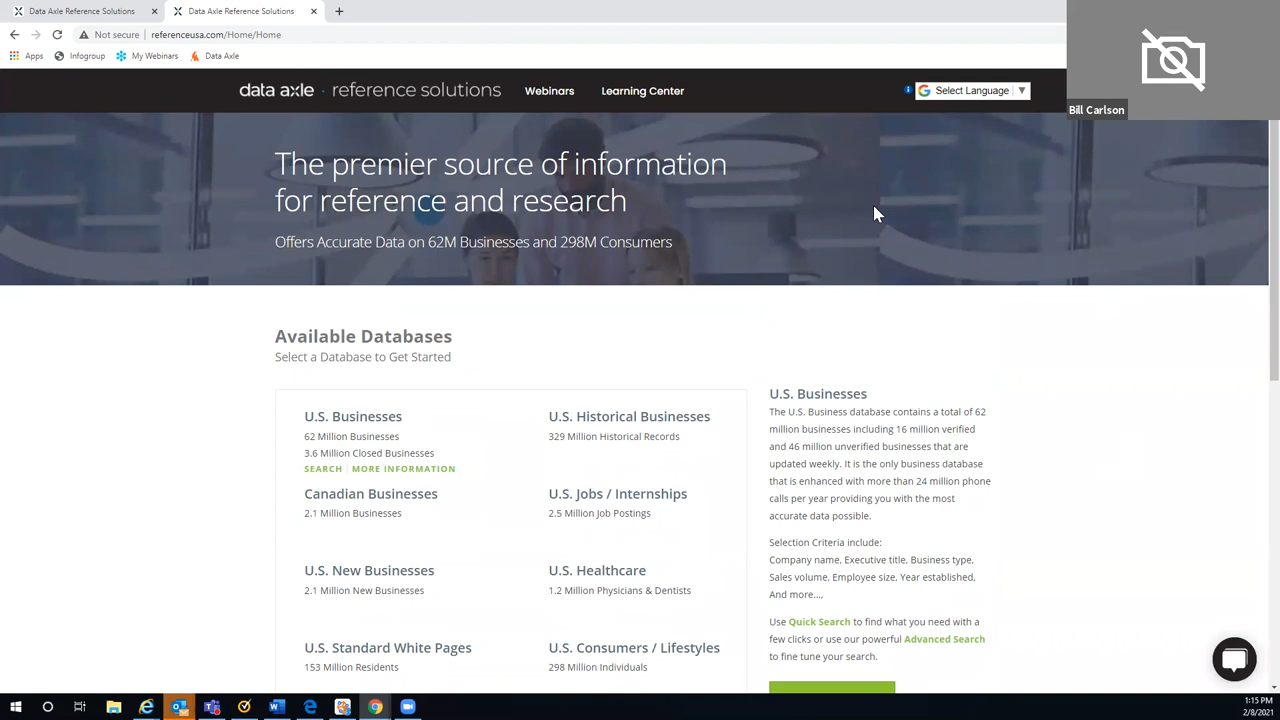 Data Axle Reference Solutions
Data Axle Reference Solutions
Not secure referenceusa.com/Home/Home
Apps Infogroup My Webinars Data Axle
data axle · reference solutions Webinars Learning Center Select Language
Bill Carlson
The premier source of information
for reference and research
Offers Accurate Data on 62M Businesses and 298M Consumers
Available Databases
Select a Database to Get Started
U.S. Businesses
62 Million Businesses
3.6 Million Closed Businesses
SEARCH MORE INFORMATION
U.S. Historical Businesses
329 Million Historical Records
Canadian Businesses
2.1 Million Businesses
U.S. Jobs / Internships
2.5 Million Job Postings
U.S. New Businesses
2.1 Million New Businesses
U.S. Healthcare
1.2 Million Physicians & Dentists
U.S. Standard White Pages
153 Million Residents
U.S. Consumers / Lifestyles
298 Million Individuals
U.S. Businesses
The U.S. Business database contains a total of 62
million businesses including 16 million verified
and 46 million unverified businesses that are
updated weekly. It is the only business database
that is enhanced with more than 24 million phone
calls per year providing you with the most
accurate data possible.
Selection Criteria include:
Company name, Executive title, Business type,
Sales volume, Employee size, Year established,
And more...,
Use Quick Search to find what you need with a
few clicks or use our powerful Advanced Search
to fine tune your search.
1:15 PM
2/8/2021